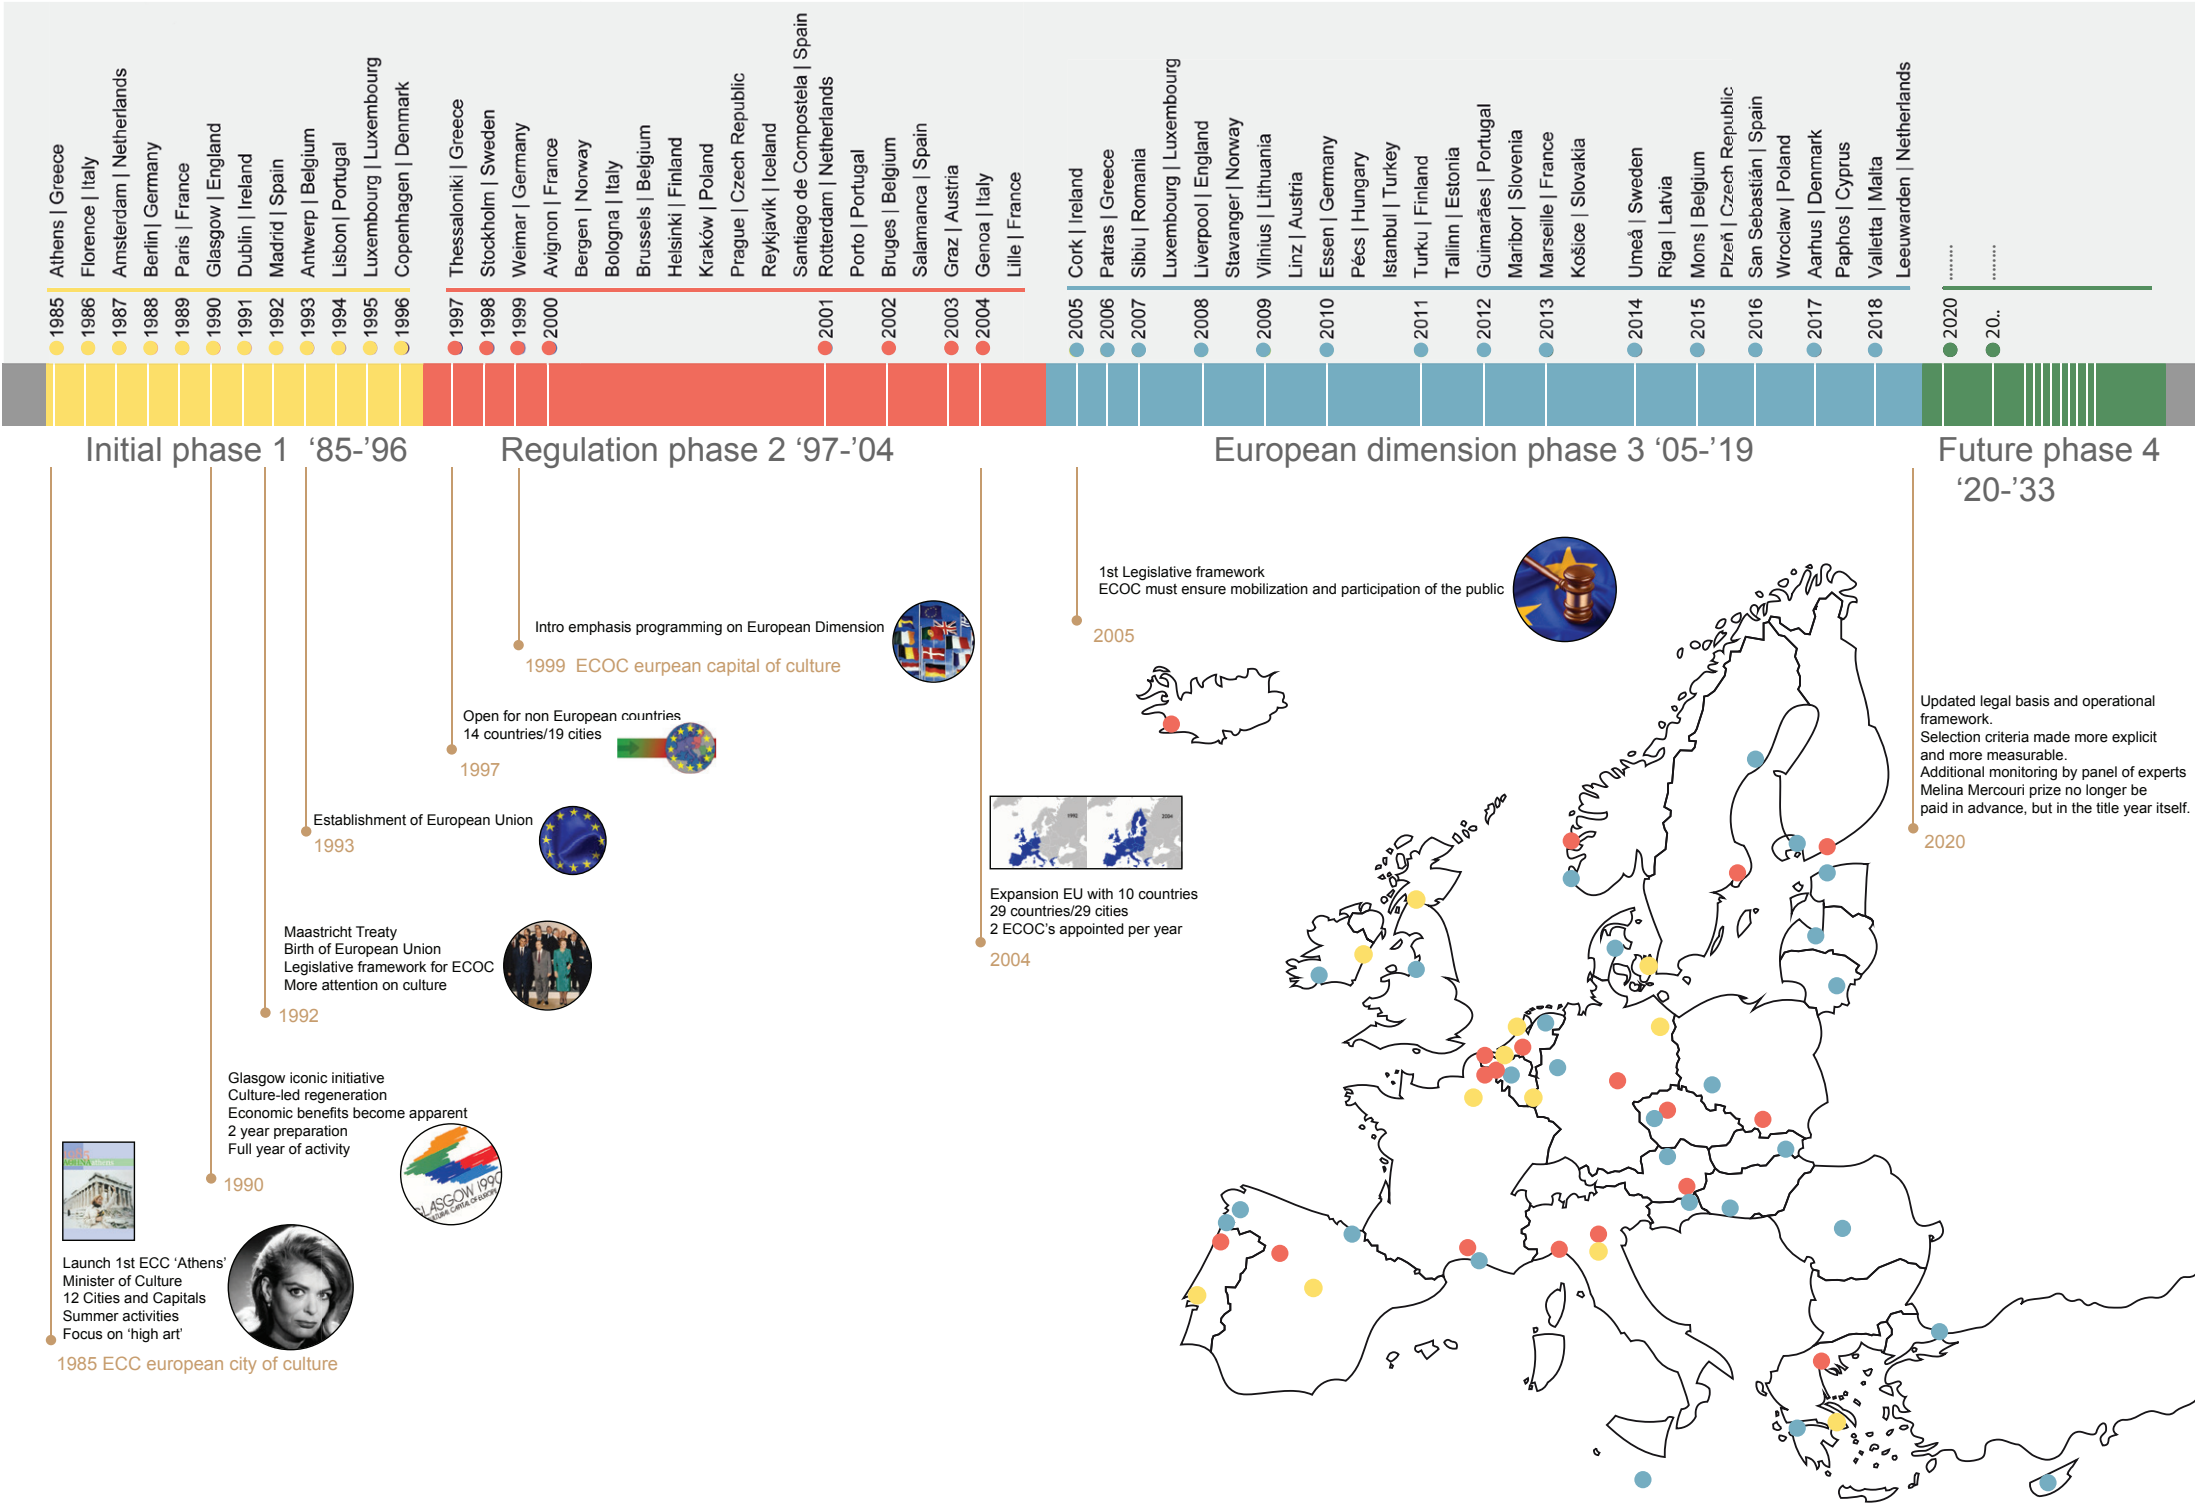 Athens | Greece
Florence | Italy
Amsterdam | Netherlands
Berlin | Germany
Paris | France
Glasgow | England
Dublin | Ireland
Madrid | Spain
Antwerp | Belgium
Lisbon | Portugal
Luxembourg | Luxembourg
Copenhagen | Denmark
Thessaloniki | Greece
Stockholm | Sweden
Weimar | Germany
Avignon | France
Bergen | Norway
Bologna | Italy
Brussels | Belgium
Helsinki | Finland
Kraków | Poland
Prague | Czech Republic
Reykjavík | Iceland
Santiago de Compostela | Spain
Rotterdam | Netherlands
Porto | Portugal
Bruges | Belgium
Salamanca | Spain
Graz | Austria
Genoa | Italy
Lille | France
Cork | Ireland
Patras | Greece
Sibiu | Romania
Luxembourg | Luxembourg
Liverpool | England
Stavanger | Norway
Vilnius | Lithuania
Linz | Austria
Essen | Germany
Pécs | Hungary
Istanbul | Turkey
Turku | Finland
Tallinn | Estonia
Guimarães | Portugal
Maribor | Slovenia
Marseille | France
Košice | Slovakia
Umeå | Sweden
Riga | Latvia
Mons | Belgium
Plzeň | Czech Republic
San Sebastián | Spain
Wroclaw | Poland
Aarhus | Denmark
Paphos | Cyprus
Valletta | Malta
Leeuwarden | Netherlands
.........
.........
1985
1986
1987
1988
1989
1990
1991
1992
1993
1994
1995
1996
1997
1998
1999
2000
2001
2002
2003
2004
2005
2006
2007
2008
2009
2010
2011
2012
2013
2014
2015
2016
2017
2018
2020
20..
Initial phase 1 ‘85-’96
Regulation phase 2 ‘97-’04
European dimension phase 3 ‘05-’19
Future phase 4
‘20-’33
1st Legislative framework
ECOC must ensure mobilization and participation of the public
2005
Intro emphasis programming on European Dimension
1999 ECOC eurpean capital of culture
Open for non European countries
14 countries/19 cities
1997
Updated legal basis and operational
framework.
Selection criteria made more explicit
and more measurable.
Additional monitoring by panel of experts
Melina Mercouri prize no longer be
paid in advance, but in the title year itself.
2020
Establishment of European Union
1993
1992
2004
Expansion EU with 10 countries
29 countries/29 cities
2 ECOC’s appointed per year
2004
Maastricht Treaty
Birth of European Union
Legislative framework for ECOC
More attention on culture
1992
Glasgow iconic initiative
Culture-led regeneration
Economic benefits become apparent
2 year preparation
Full year of activity
1990
GLASGOW 1990
CULTURAL CAPITAL OF EUROPE
Launch 1st ECC ‘Athens’
Minister of Culture
12 Cities and Capitals
Summer activities
Focus on ‘high art’
1985 ECC european city of culture